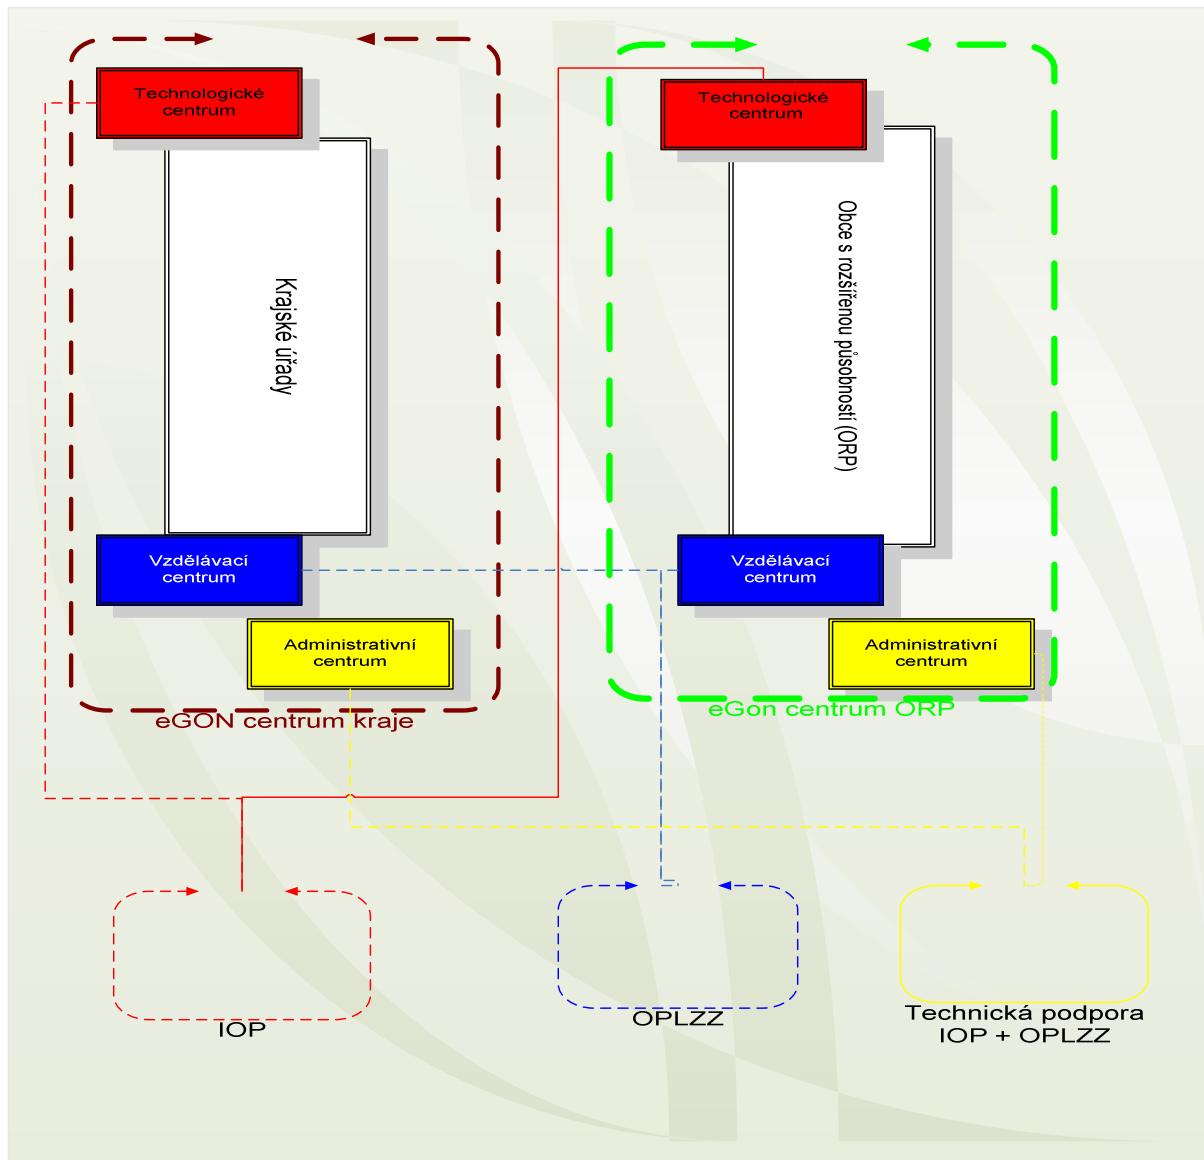 Technologické
centrum
Krajské úřady
Vzdělávací
centrum
Administrativní
centrum
eGON centrum kraje
Technologické
centrum
Obce s rozšířenou působností (ORP)
Vzdělávací
centrum
Administrativní
centrum
eGon centrum ORP
IOP
OPLZZ
Technická podpora
IOP + OPLZZ